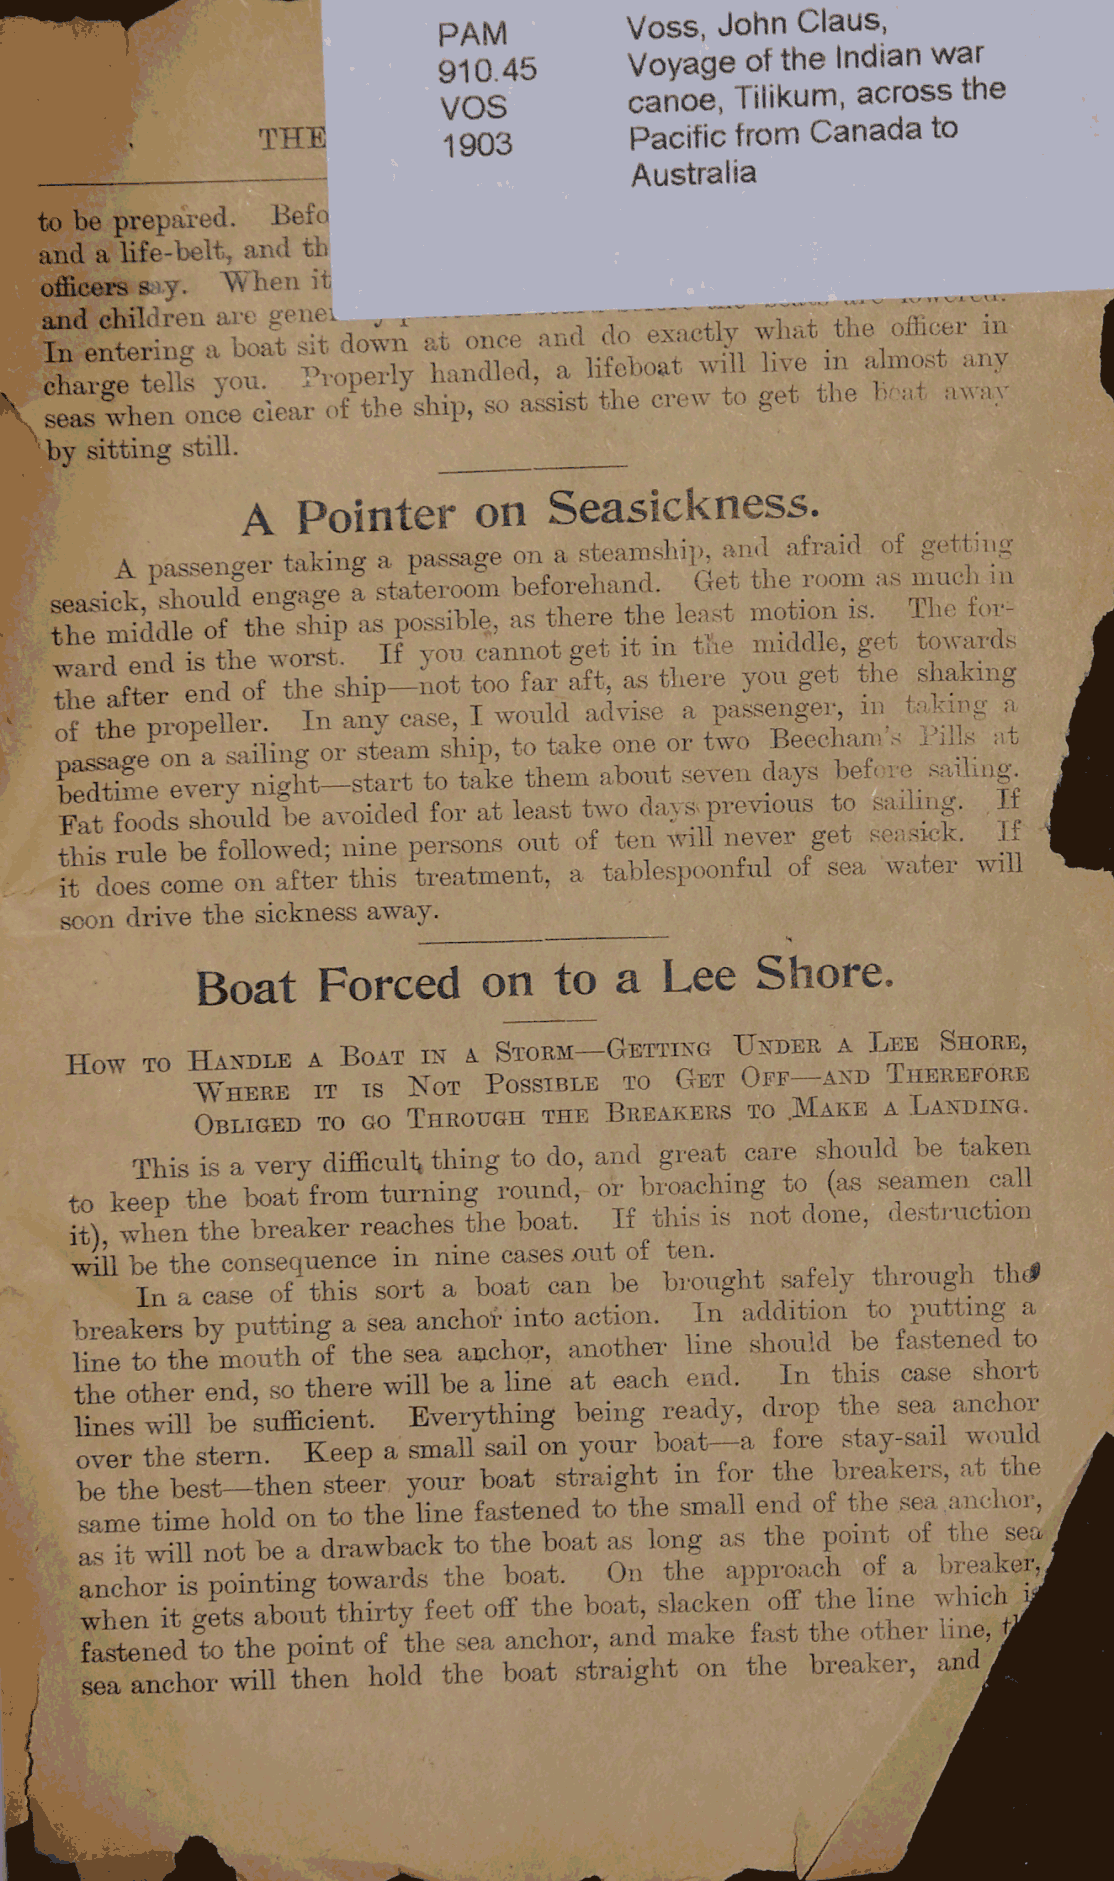 PAM
910.45
VOS
1903
Voss, John Claus,
Voyage of the Indian war
canoe, Tilikum, across the
Pacific from Canada to
Australia
THE
to be prepared. Befo
and a life-belt, and th
officers say. When it
and children are gene boats are lowered.
In entering a boat sit down at once and do exactly what the officer in
charge tells you. Properly handled, a lifeboat will live in almost any
seas when once clear of the ship, so assist the crew to get the boat away
by sitting still.
A Pointer on Seasickness.
A passenger taking a passage on a steamship, and afraid of getting
seasick, should engage a stateroom beforehand. Get the room as much in
the middle of the ship as possible, as there the least motion is. The for-
ward end is the worst. If you cannot get it in the middle, get towards
the after end of the ship—not too far aft, as there you get the shaking
of the propeller. In any case, I would advise a passenger, in taking a
passage on a sailing or steam ship, to take one or two Beecham's Pills at
bedtime every night—start to take them about seven days before sailing.
Fat foods should be avoided for at least two days previous to sailing. If
this rule be followed; nine persons out of ten will never get seasick. If
it does come on after this treatment, a tablespoonful of sea water will
soon drive the sickness away.
Boat Forced on to a Lee Shore.
How to Handle a Boat in a Storm—Getting Under a Lee Shore,
Where it is Not Possible to Get Off—and Therefore
Obliged to go Through the Breakers to Make a Landing.
This is a very difficult thing to do, and great care should be taken
to keep the boat from turning round, or broaching to (as seamen call
it), when the breaker reaches the boat. If this is not done, destruction
will be the consequence in nine cases out of ten.
In a case of this sort a boat can be brought safely through the
breakers by putting a sea anchor into action. In addition to putting a
line to the mouth of the sea anchor, another line should be fastened to
the other end, so there will be a line at each end. In this case short
lines will be sufficient. Everything being ready, drop the sea anchor
over the stern. Keep a small sail on your boat—a fore stay-sail would
be the best—then steer your boat straight in for the breakers, at the
same time hold on to the line fastened to the small end of the sea anchor,
as it will not be a drawback to the boat as long as the point of the sea
anchor is pointing towards the boat. On the approach of a breaker,
when it gets about thirty feet off the boat, slacken off the line which is
fastened to the point of the sea anchor, and make fast the other line,
sea anchor will then hold the boat straight on the breaker, and